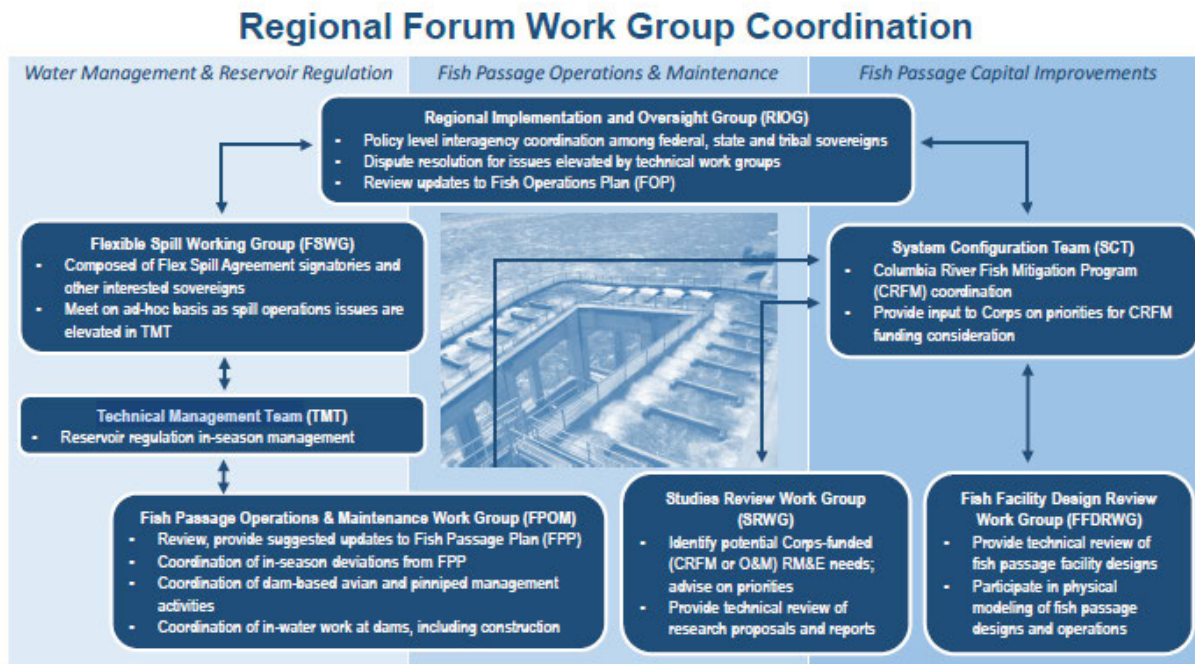 Regional Forum Work Group Coordination
Water Management & Reservoir Regulation
Fish Passage Operations & Maintenance
Fish Passage Capital Improvements
Regional Implementation and Oversight Group (RIOG)
- Policy level interagency coordination among federal, state and tribal sovereigns
- Dispute resolution for issues elevated by technical work groups
- Review updates to Fish Operations Plan (FOP)
Flexible Spill Working Group (FSWG)
- Composed of Flex Spill Agreement signatories and
other interested sovereigns
- Meet on ad-hoc basis as spill operations issues are
elevated in TMT
System Configuration Team (SCT)
- Columbia River Fish Mitigation Program
(CRFM) coordination
- Provide input to Corps on priorities for CRFM
funding consideration
Technical Management Team (TMT)
- Reservoir regulation in-season management
Fish Passage Operations & Maintenance Work Group (FPOM)
- Review, provide suggested updates to Fish Passage Plan (FPP)
- Coordination of in-season deviations from FPP
- Coordination of dam-based avian and pinniped management
activities
- Coordination of in-water work at dams, including construction
Studies Review Work Group
(SRWG)
- Identify potential Corps-funded
(CRFM or O&M) RM&E needs;
advise on priorities
- Provide technical review of
research proposals and reports
Fish Facility Design Review
Work Group (FFDRWG)
- Provide technical review of
fish passage facility designs
- Participate in physical
modeling of fish passage
designs and operations